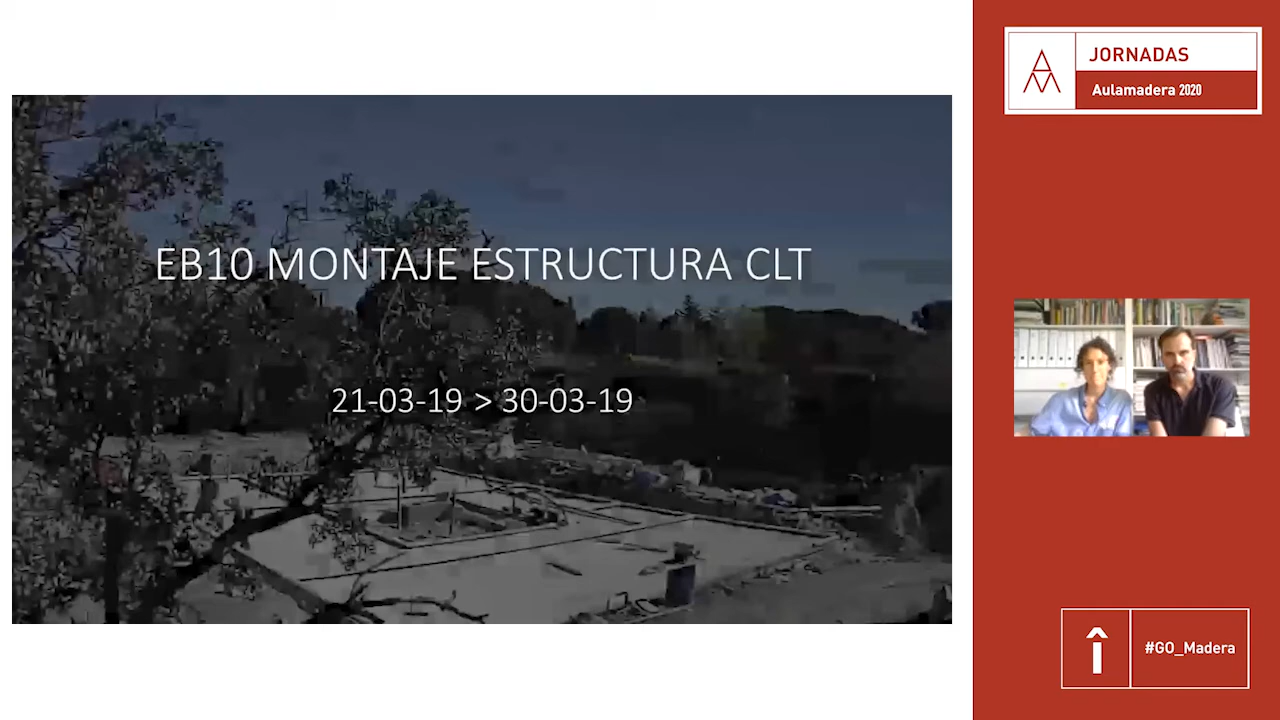 EB10 MONTAJE ESTRUCTURA CLT
21-03-19 > 30-03-19
JORNADAS
Aulamadera 2020
#GO_Madera